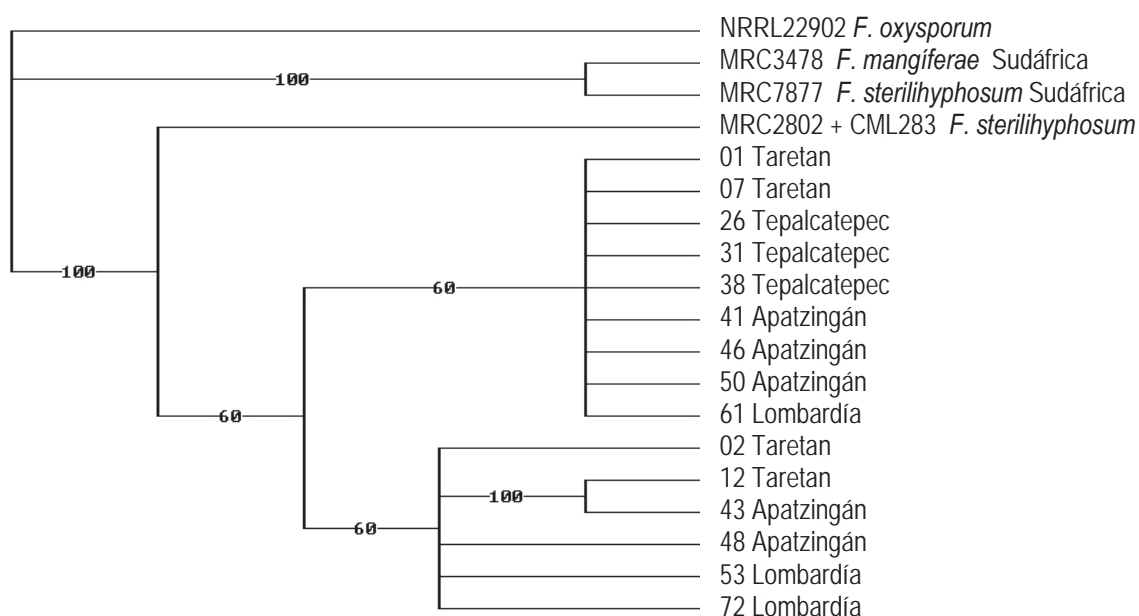 NRRL22902 F. oxysporum
MRC3478 F. mangíferae Sudáfrica
100
MRC7877 F. sterilihyphosum Sudáfrica
MRC2802 + CML283 F. sterilihyphosum
01 Taretan
07 Taretan
26 Tepalcatepec
31 Tepalcatepec
100
60
38 Tepalcatepec
41 Apatzingán
46 Apatzingán
50 Apatzingán
60
61 Lombardía
02 Taretan
12 Taretan
100
43 Apatzingán
60
48 Apatzingán
53 Lombardía
72 Lombardía